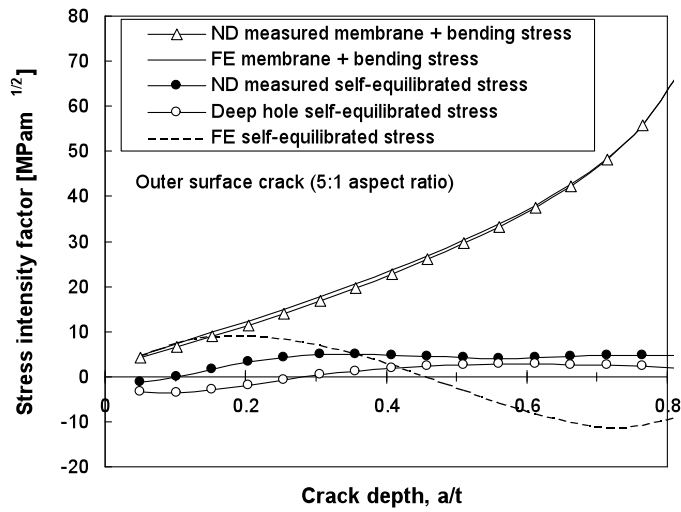 80
70
60
50
40
30
20
10
0
-10
-20
Stress intensity factor [MPam 1/2]
ND measured membrane + bending stress
FE membrane + bending stress
ND measured self-equilibrated stress
Deep hole self-equilibrated stress
FE self-equilibrated stress
Outer surface crack (5:1 aspect ratio)
0 0.2 0.4 0.6 0.8
Crack depth, a/t